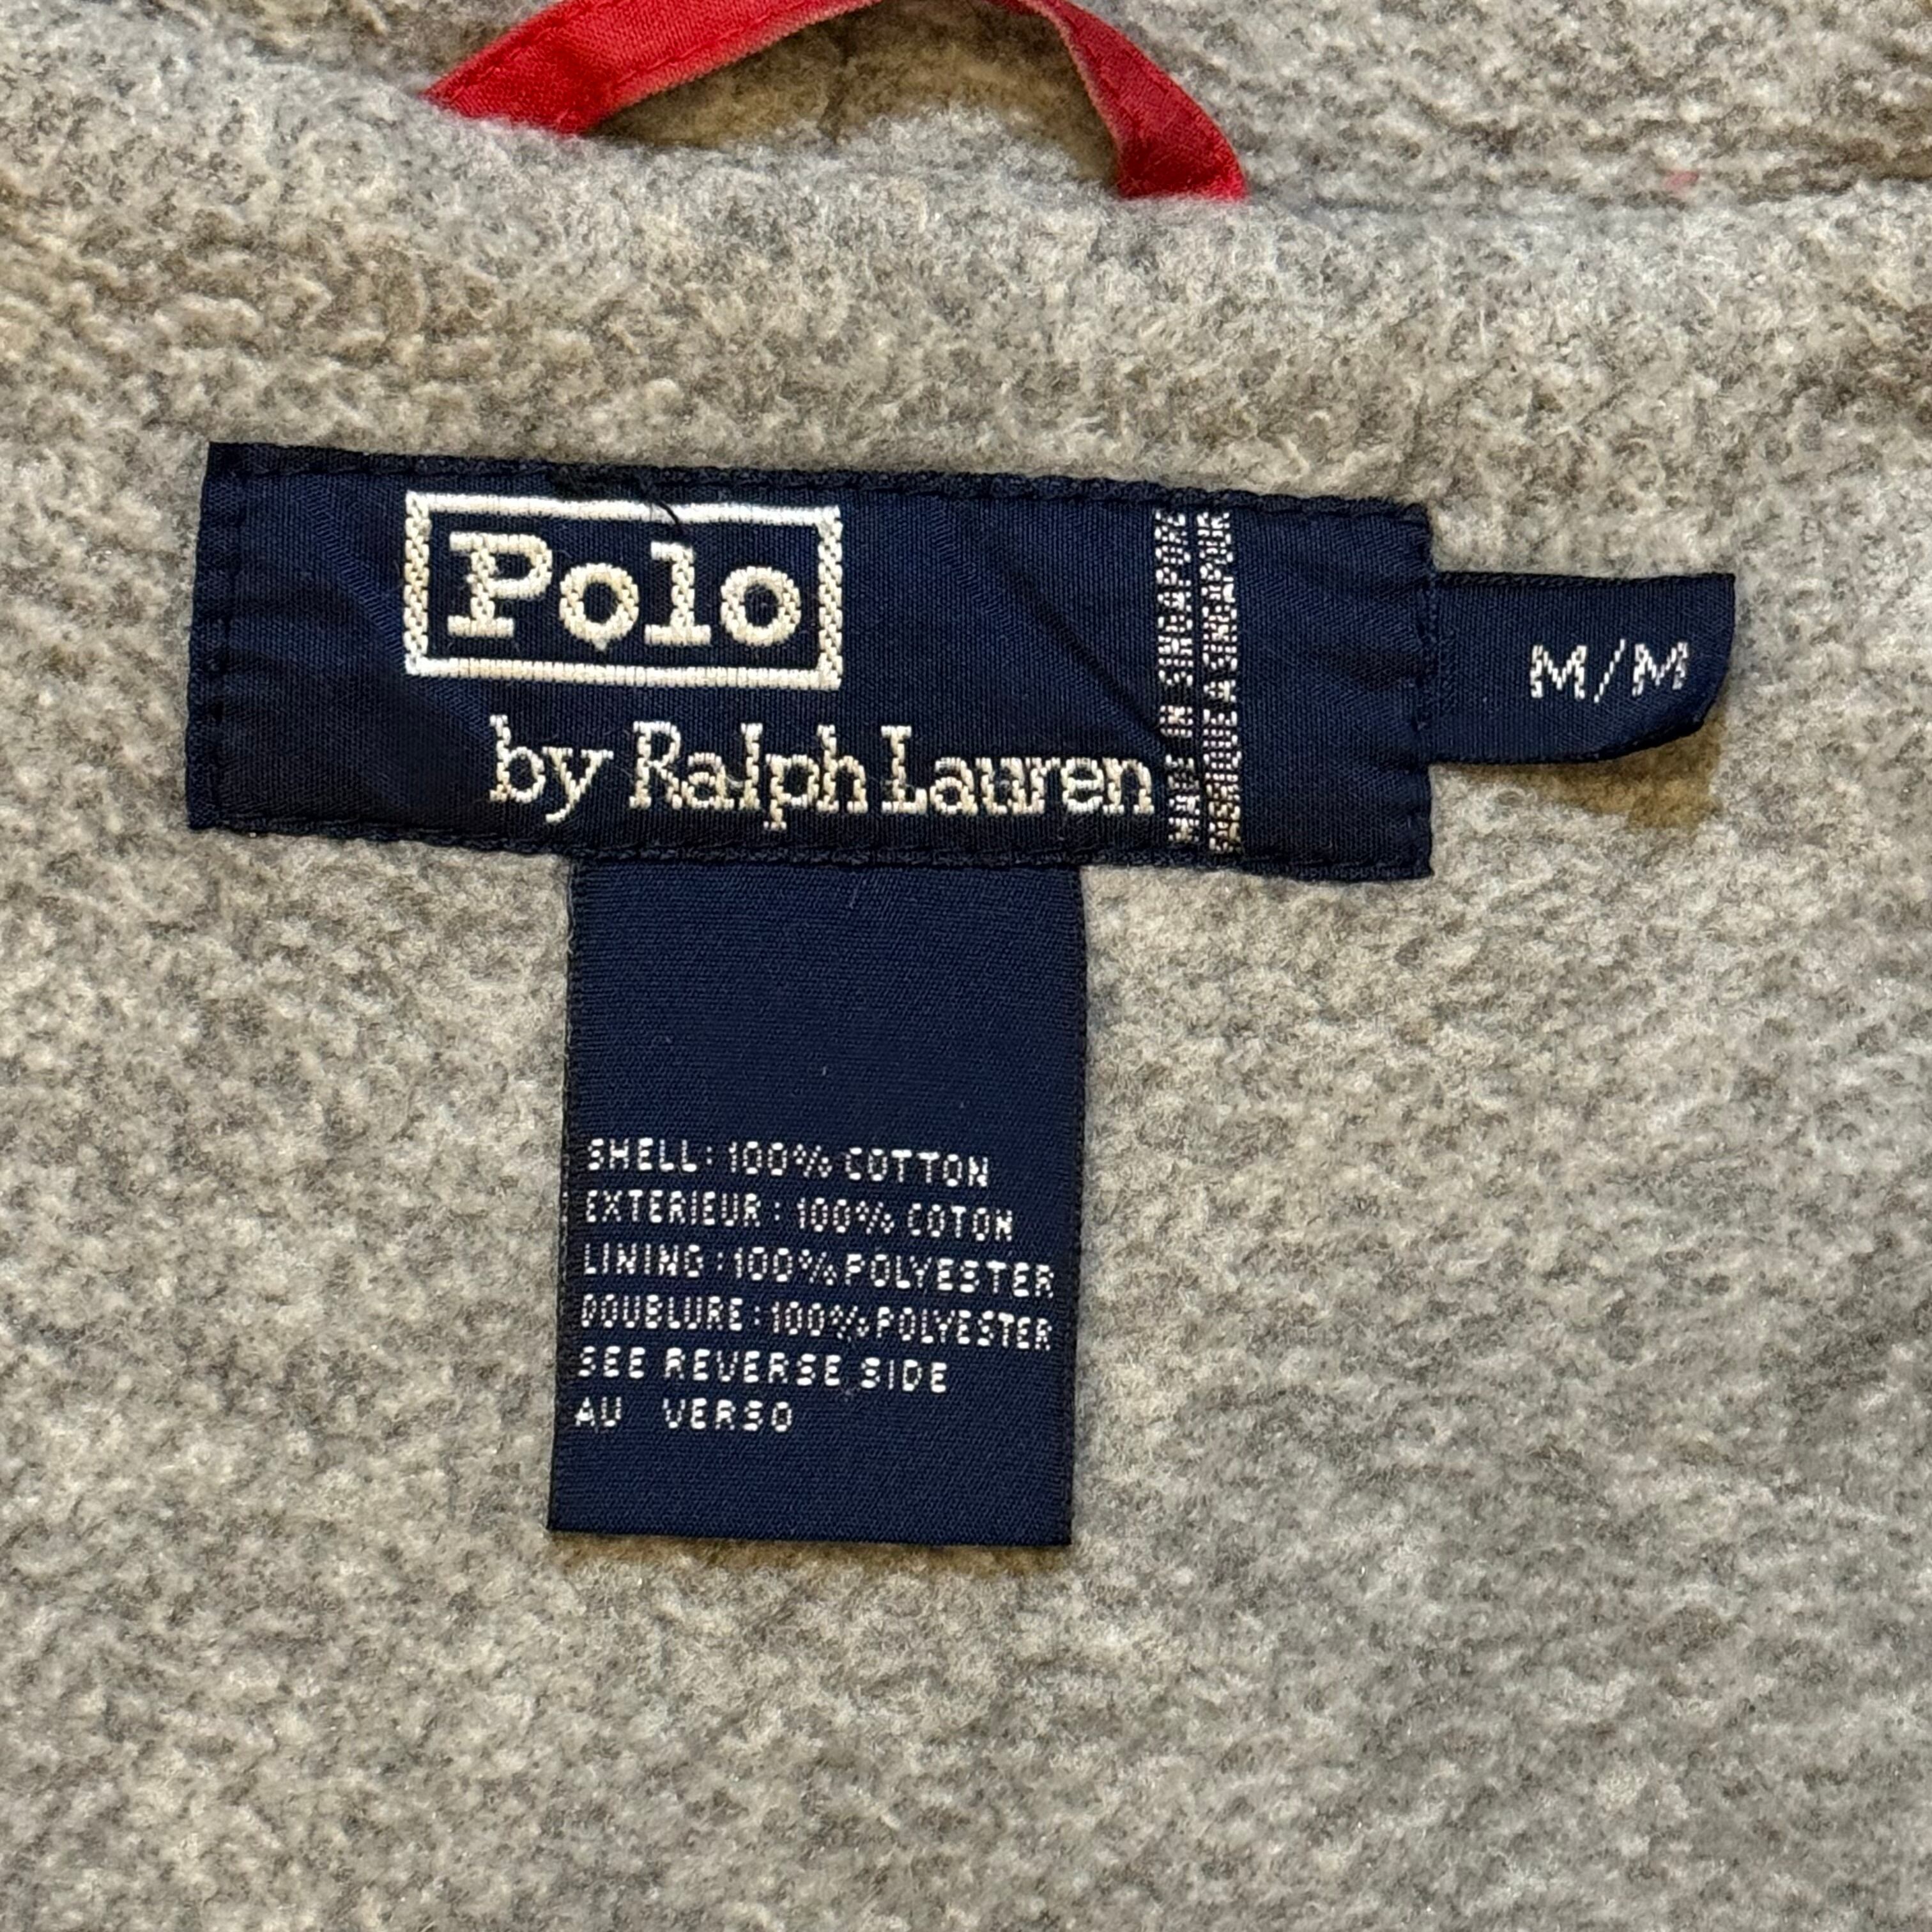 Polo
by Ralph Lauren
MADE IN SINGAPORE
FABRIQUE A SINGAPOUR
M/M
SHELL: 100% COTTON
EXTERIEUR: 100% COTON
LINING: 100% POLYESTER
DOUBLURE: 100% POLYESTER
SEE REVERSE SIDE
AU VERSO